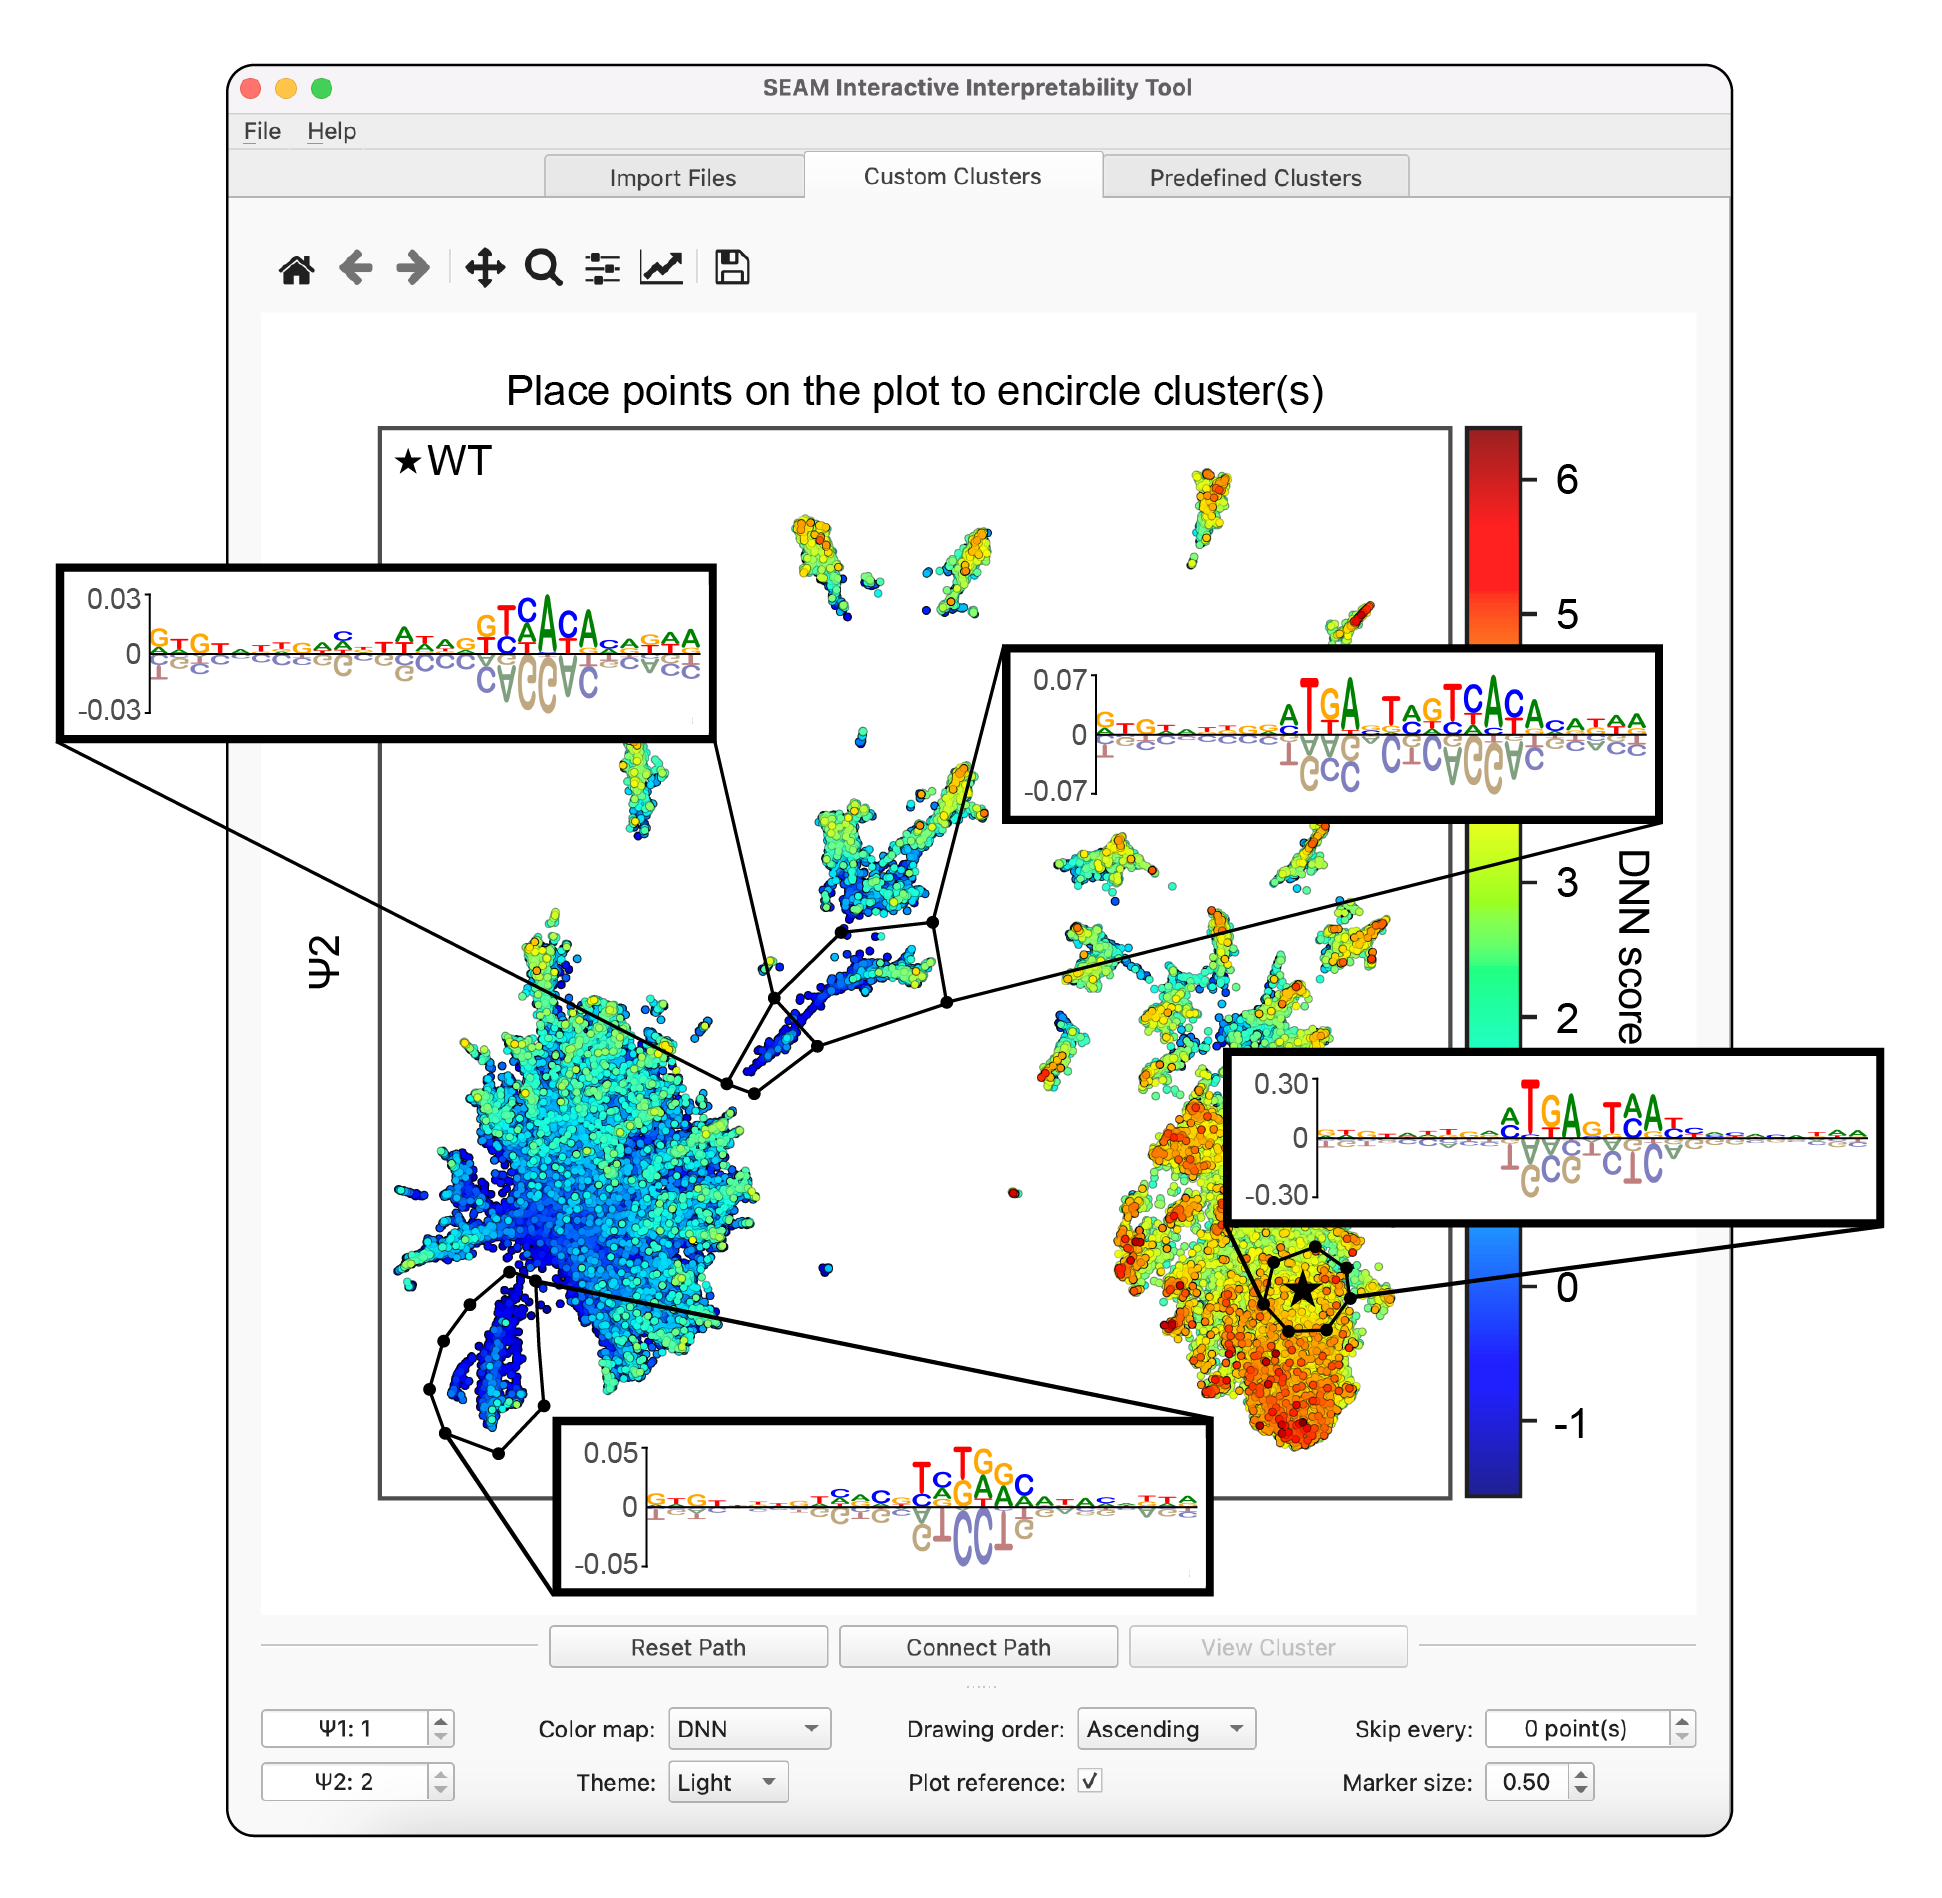 SEAM Interactive Interpretability Tool
File Help
Import Files Custom Clusters Predefined Clusters
Place points on the plot to encircle cluster(s)
★WT
6
5
3
2
0
-1
DNN score
Ψ2
0.03
0
-0.03
0.07
0
-0.07
0.30
0
-0.30
0.05
0
-0.05
Reset Path Connect Path View Cluster
Ψ1: 1 Color map: DNN Drawing order: Ascending Skip every: 0 point(s)
Ψ2: 2 Theme: Light Plot reference: ✓ Marker size: 0.50